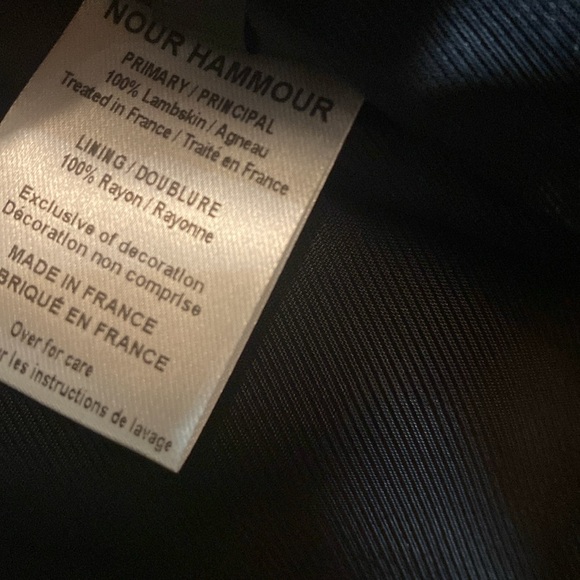 NOUR HAMMOUR
PRIMARY / PRINCIPAL
100% Lambskin / Agneau
Treated in France / Traité en France
LINING / DOUBLURE
100% Rayon / Rayonne
Exclusive of decoration
Décoration non comprise
MADE IN FRANCE
BRIQUÉ EN FRANCE
Over for care
r les instructions de lavage